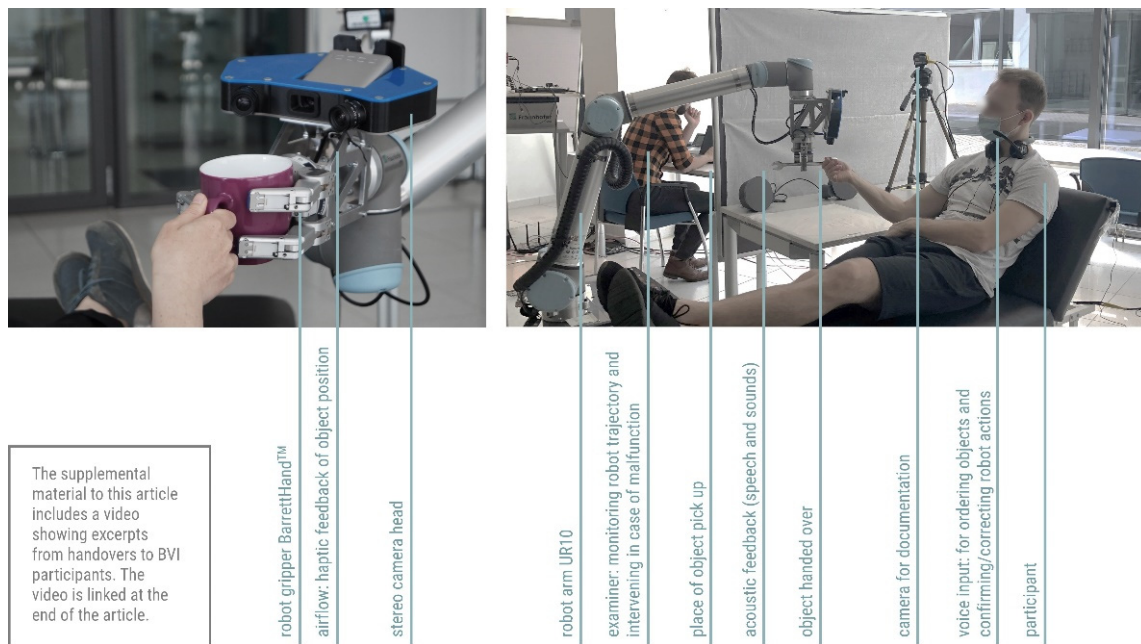 The supplemental
material to this article
includes a video
showing excerpts
from handovers to BVI
participants. The
video is linked at the
end of the article.
robot gripper BarrettHand™
airflow: haptic feedback of object position
stereo camera head
robot arm UR10
examiner: monitoring robot trajectory and
intervening in case of malfunction
place of object pick up
acoustic feedback (speech and sounds)
object handed over
camera for documentation
voice input: for ordering objects and
vonfirming/correcting robot actions
participant